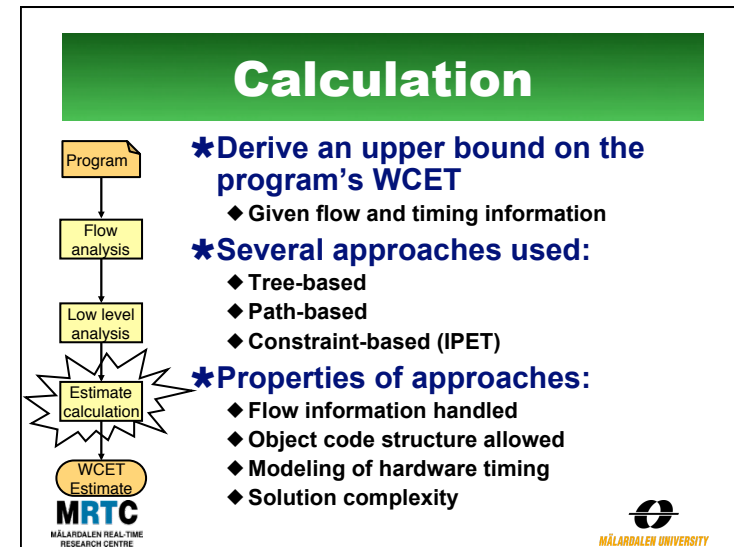 Calculation
Program
Flow
analysis
Low level
analysis
Estimate
calculation
WCET
Estimate
*Derive an upper bound on the
program's WCET
◆ Given flow and timing information
*Several approaches used:
◆ Tree-based
◆ Path-based
◆ Constraint-based (IPET)
*Properties of approaches:
◆ Flow information handled
◆ Object code structure allowed
◆ Modeling of hardware timing
◆ Solution complexity
MRTC
MÄLARDALEN REAL-TIME
RESEARCH CENTRE
MÄLARDALEN UNIVERSITY